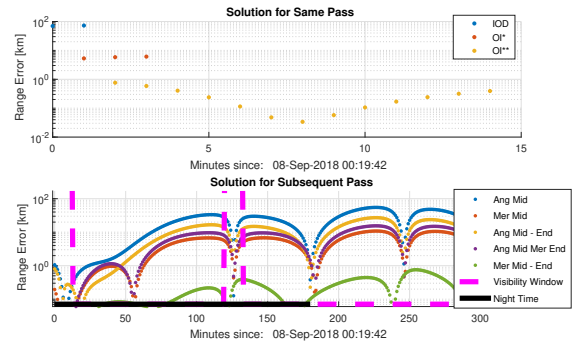 Solution for Same Pass
10^2
10^0
10^-2
Range Error [km]
IOD
OI*
OI**
0
5
10
15
Minutes since: 08-Sep-2018 00:19:42
Solution for Subsequent Pass
10^2
10^0
Range Error [km]
Ang Mid
Mer Mid
Ang Mid - End
Ang Mid Mer End
Mer Mid - End
Visibility Window
Night Time
0
50
100
150
200
250
300
Minutes since: 08-Sep-2018 00:19:42